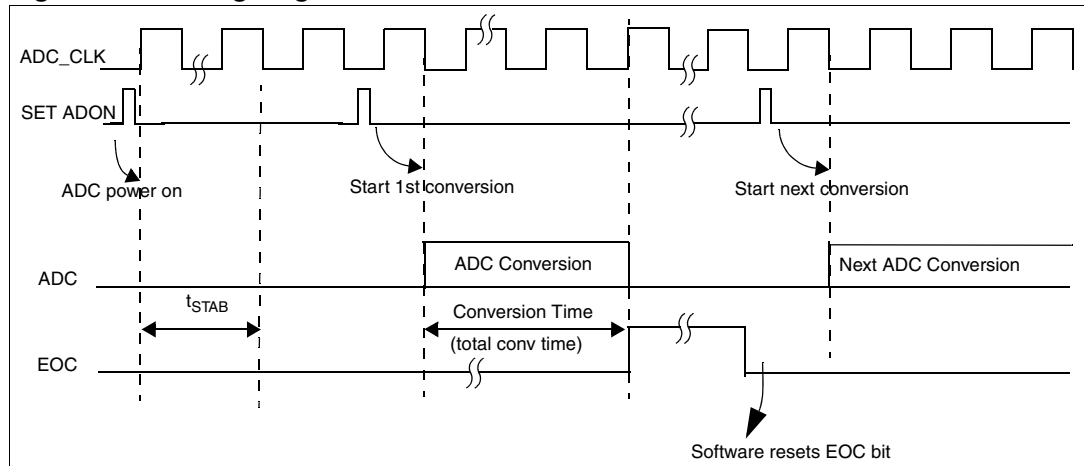 ADC_CLK
SET ADON
ADC power on
Start 1st conversion
Start next conversion
ADC
ADC Conversion
Next ADC Conversion
tSTAB
Conversion Time
(total conv time)
EOC
Software resets EOC bit